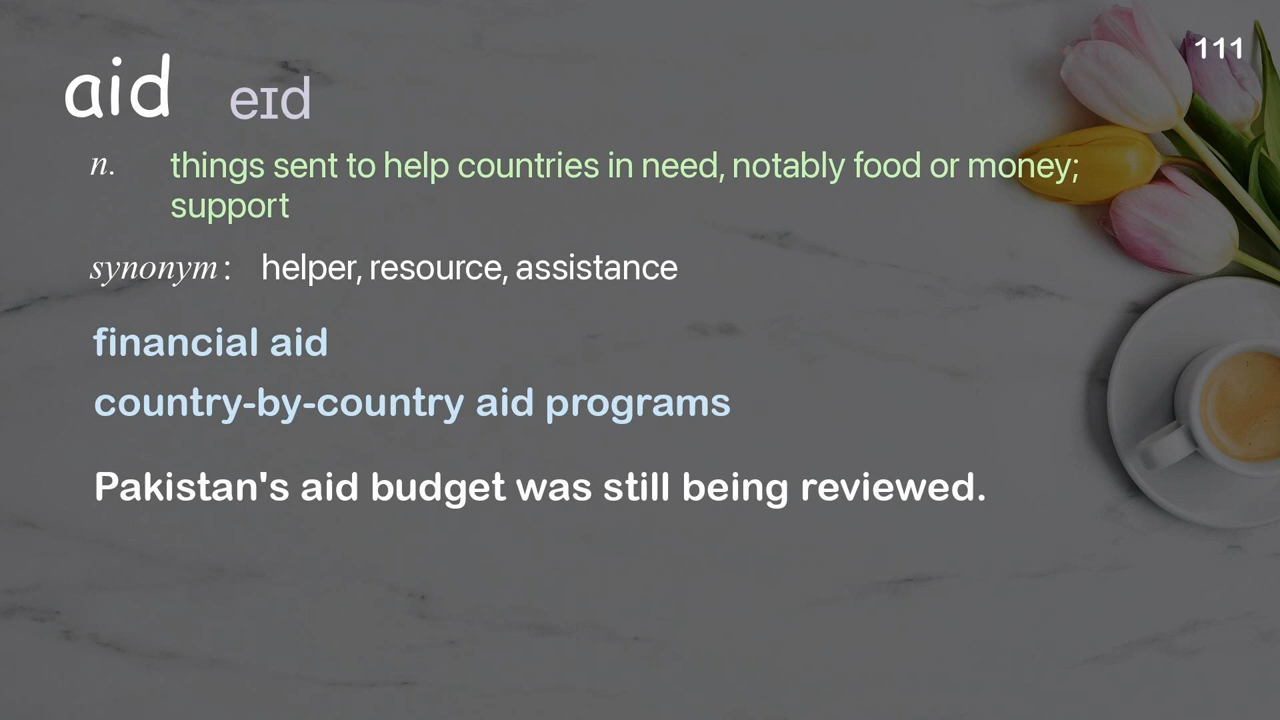 111
aid eɪd
n. things sent to help countries in need, notably food or money;
support
synonym: helper, resource, assistance
financial aid
country-by-country aid programs
Pakistan's aid budget was still being reviewed.